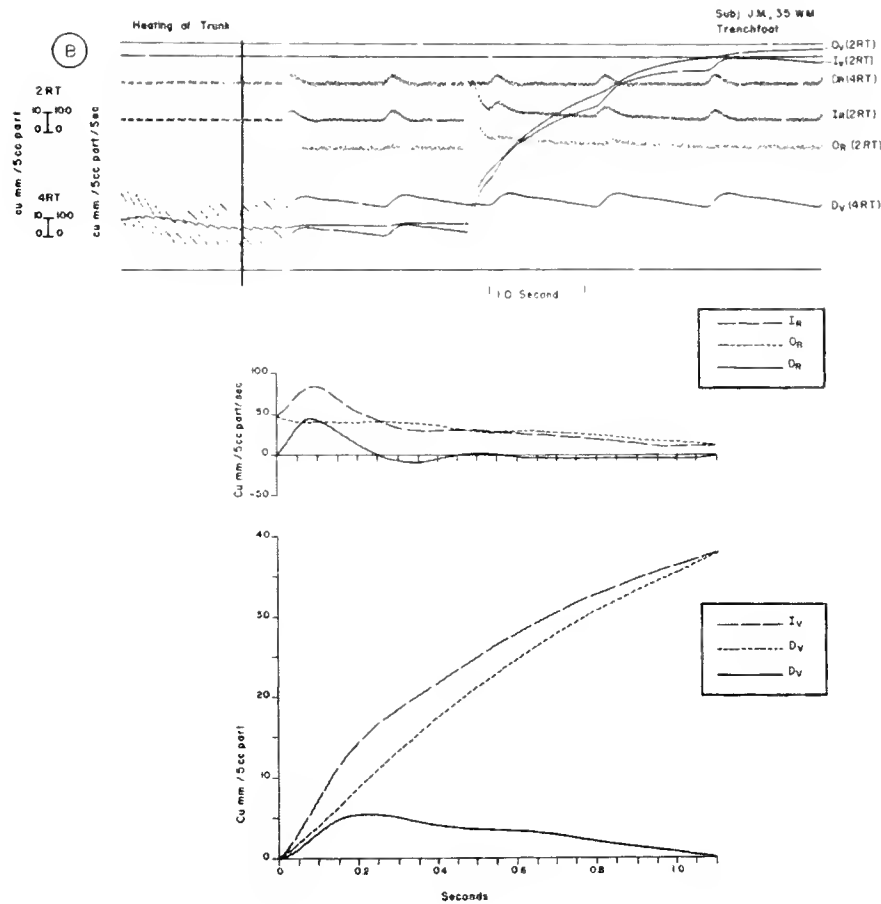 Heating of Trunk
Subj J.M., 35 WM
Trenchfoot
B
OV (2RT)
IV (2RT)
DR (4RT)
2RT
10 100
0 0
IR (2RT)
OR (2RT)
cu mm / 5cc part
cu mm / 5cc part / Sec
4RT
10 100
0 0
DV (4RT)
1.0 Second
IR
OR
DR
100
50
0
-50
Cu mm / 5cc part / sec
40
30
20
10
0
Cu mm / 5cc part
IV
DV
DV
0 0.2 0.4 0.6 0.8 1.0
Seconds